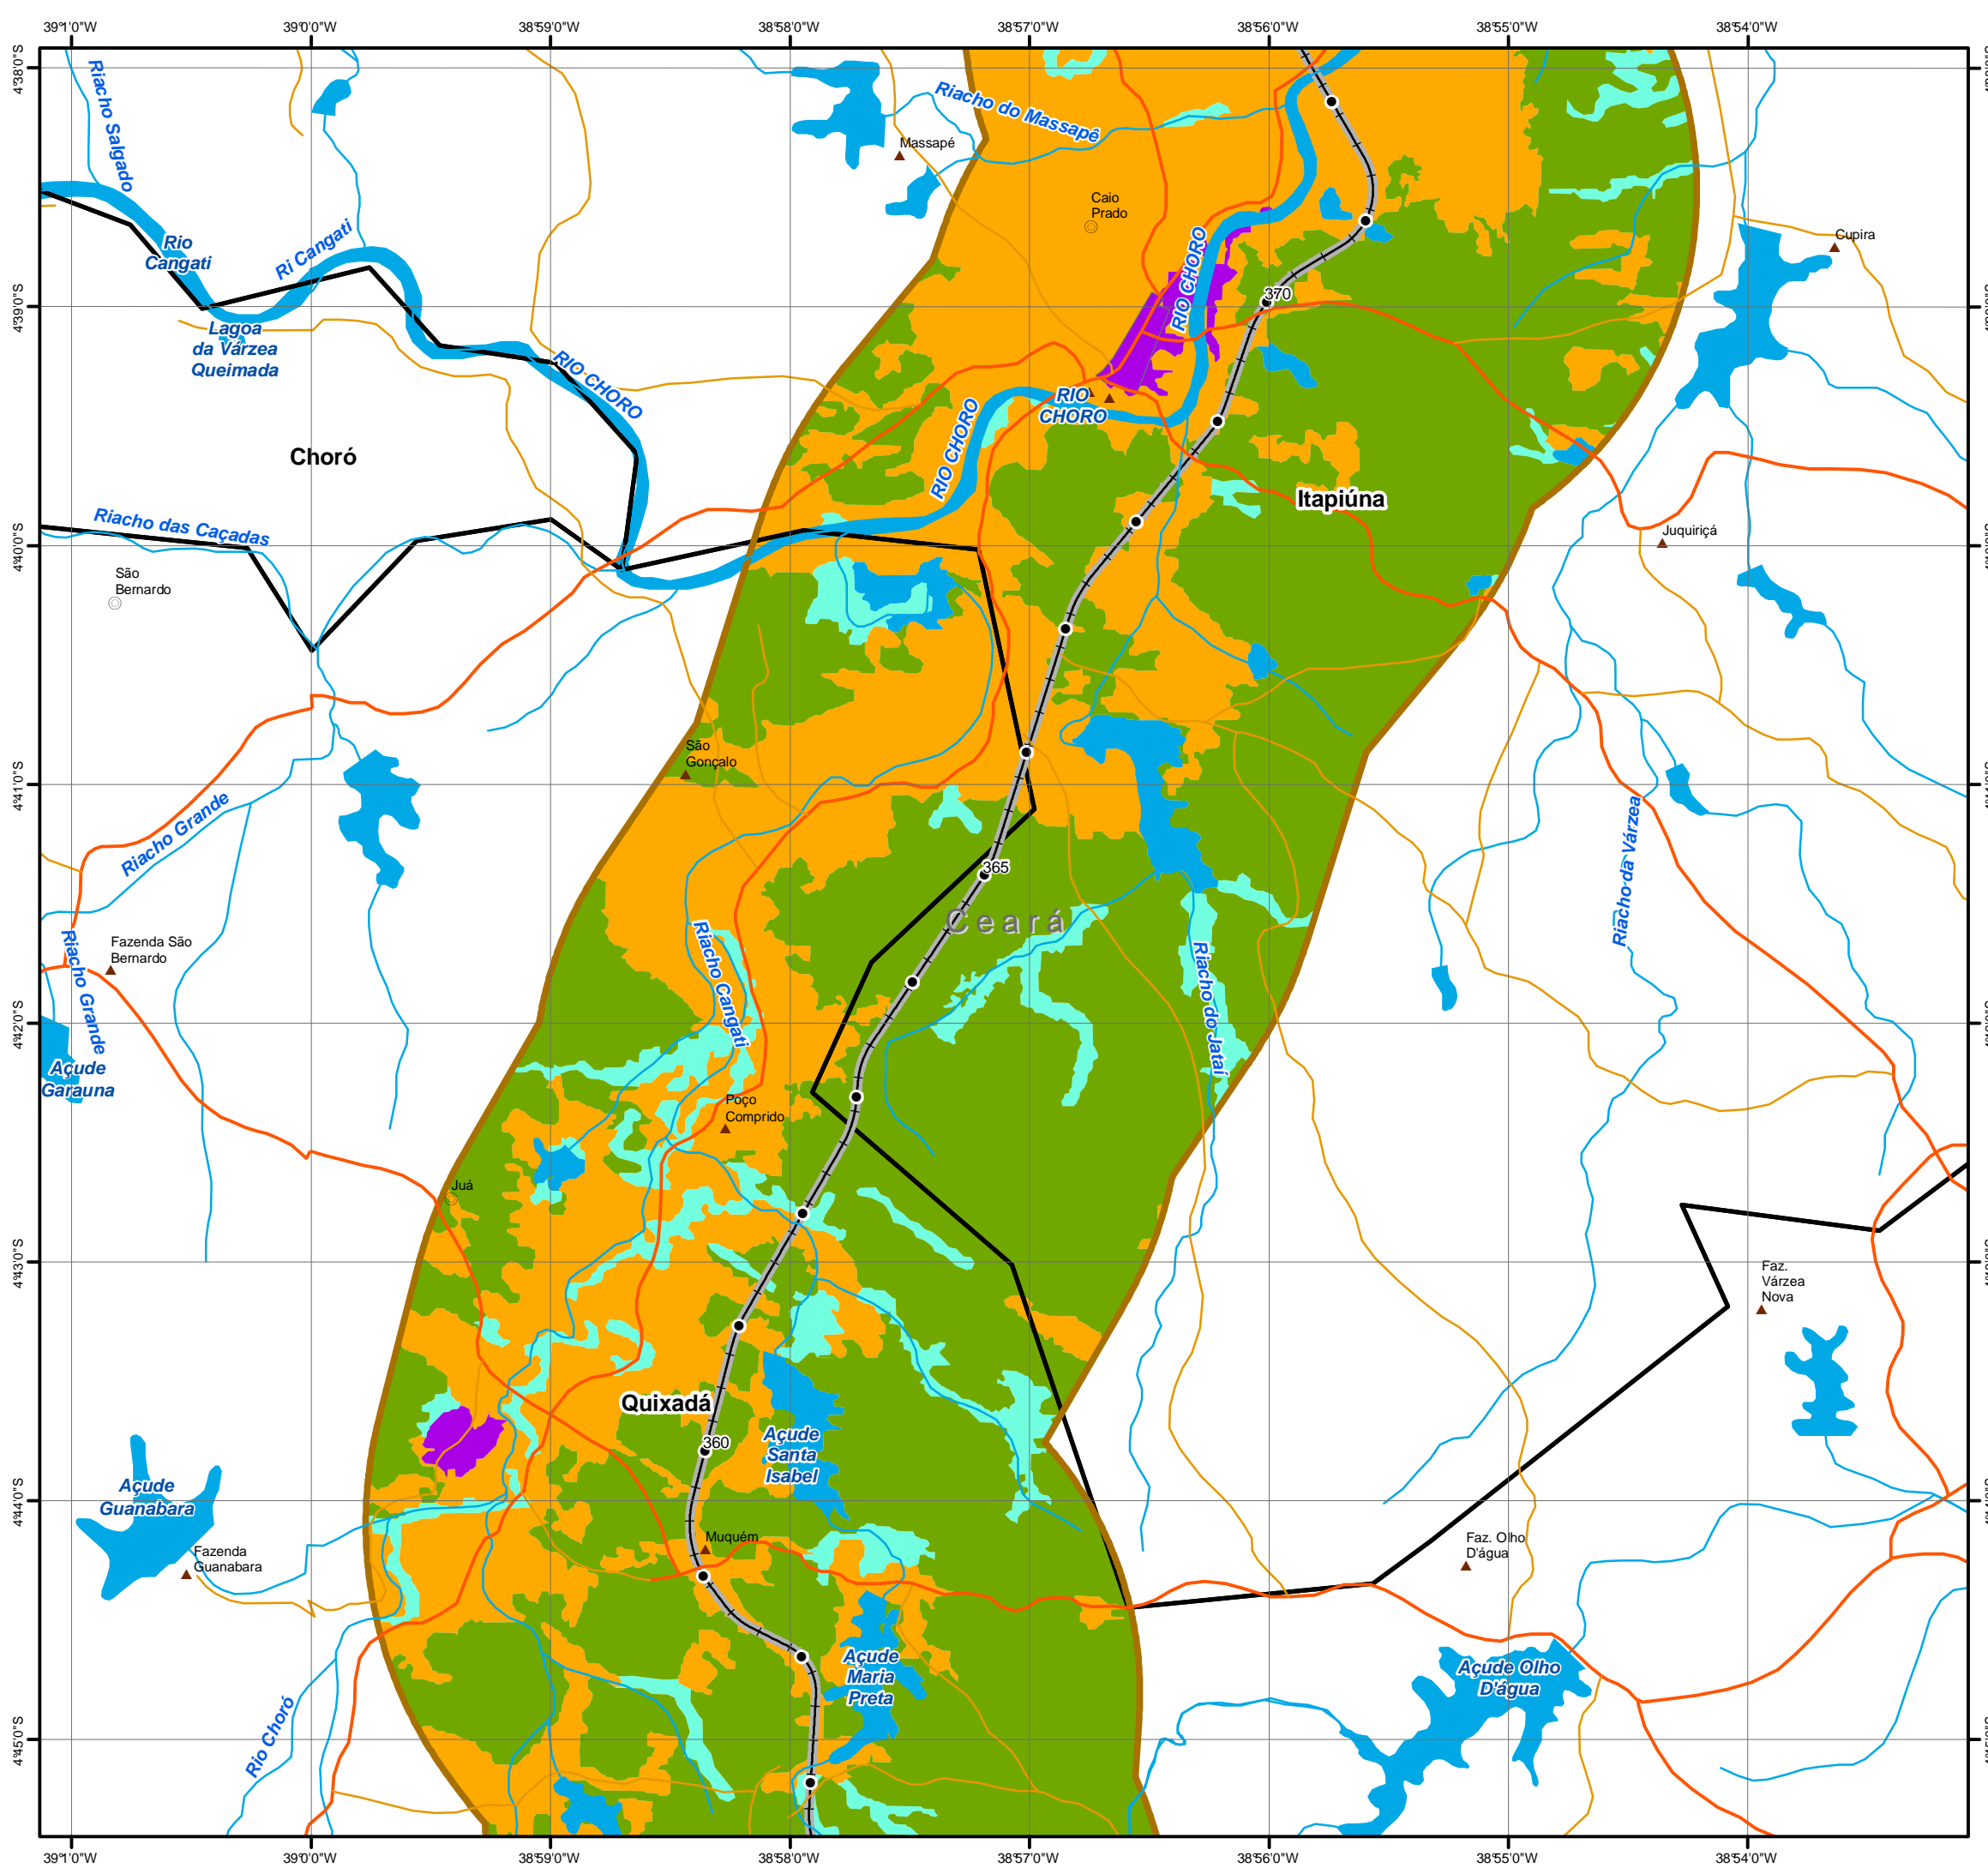 39°1'0"W 39°0'0"W 38°59'0"W 38°58'0"W 38°57'0"W 38°56'0"W 38°55'0"W 38°54'0"W
4°38'0"S
Riacho Salgado
Riacho do Massapê
Massapé
Caio
Prado
Rio
Cangati
Ri Cangati
RIO CHORO
Cupira
4°39'0"S
370
Lagoa
da Várzea
Queimada
RIO CHORO
RIO
CHORO
RIO CHORO
Choró
Itapiúna
Riacho das Caçadas
Juquiriçá
4°40'0"S
São
Bernardo
São
Gonçalo
4°41'0"S
Riacho Grande
Riacho da Várzea
365
Ceará
Fazenda São
Bernardo
Riacho Grande
Riacho Cangati
Riacho do Jataí
4°42'0"S
Açude
Garauna
Poço
Comprido
Juá
4°43'0"S
Faz.
Várzea
Nova
Quixadá
360
Açude
Santa
Isabel
Açude
Guanabara
4°44'0"S
Muquém
Fazenda
Guanabara
Faz. Olho
D'água
Açude
Maria
Preta
Açude Olho
D'água
Rio Choró
4°45'0"S
39°1'0"W 39°0'0"W 38°59'0"W 38°58'0"W 38°57'0"W 38°56'0"W 38°55'0"W 38°54'0"W